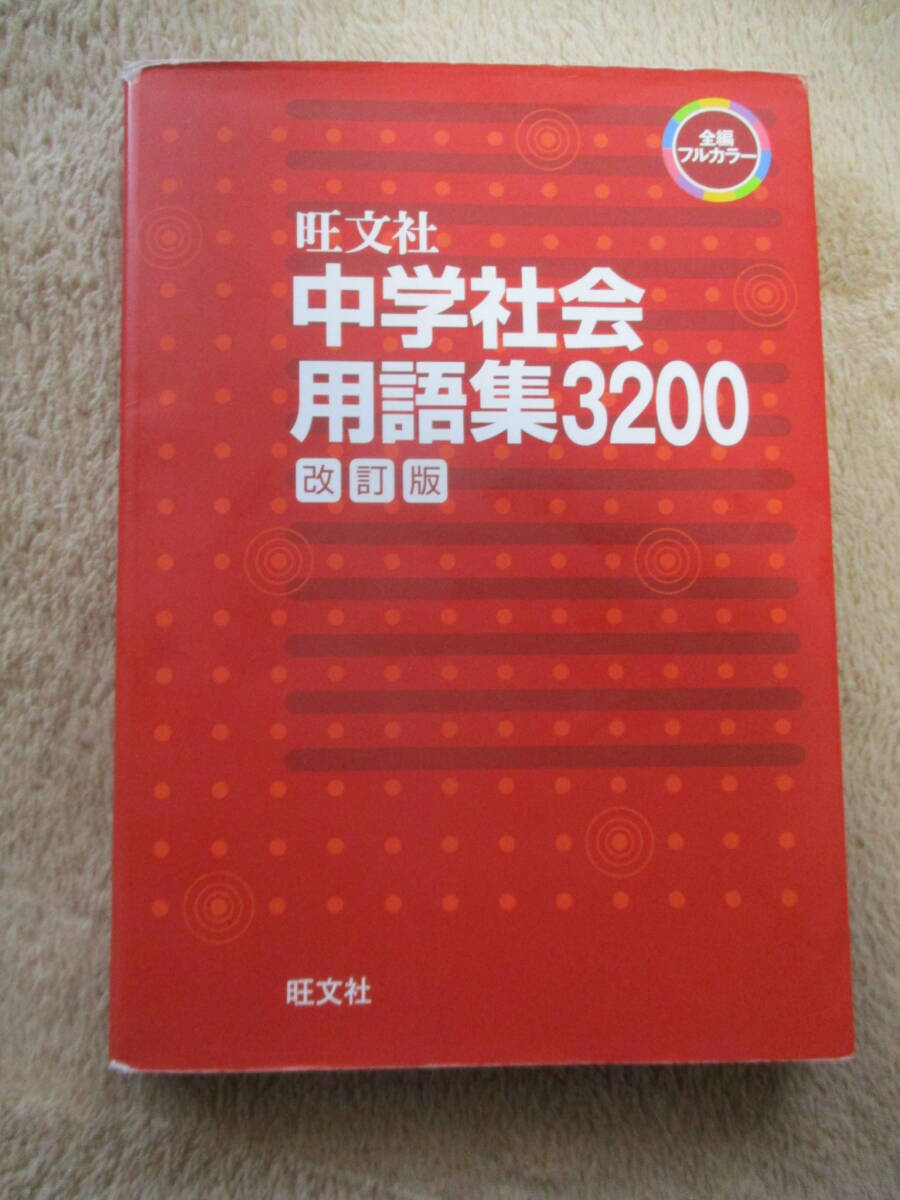 全編
フルカラー
旺文社
中学社会
用語集3200
改訂版
旺文社